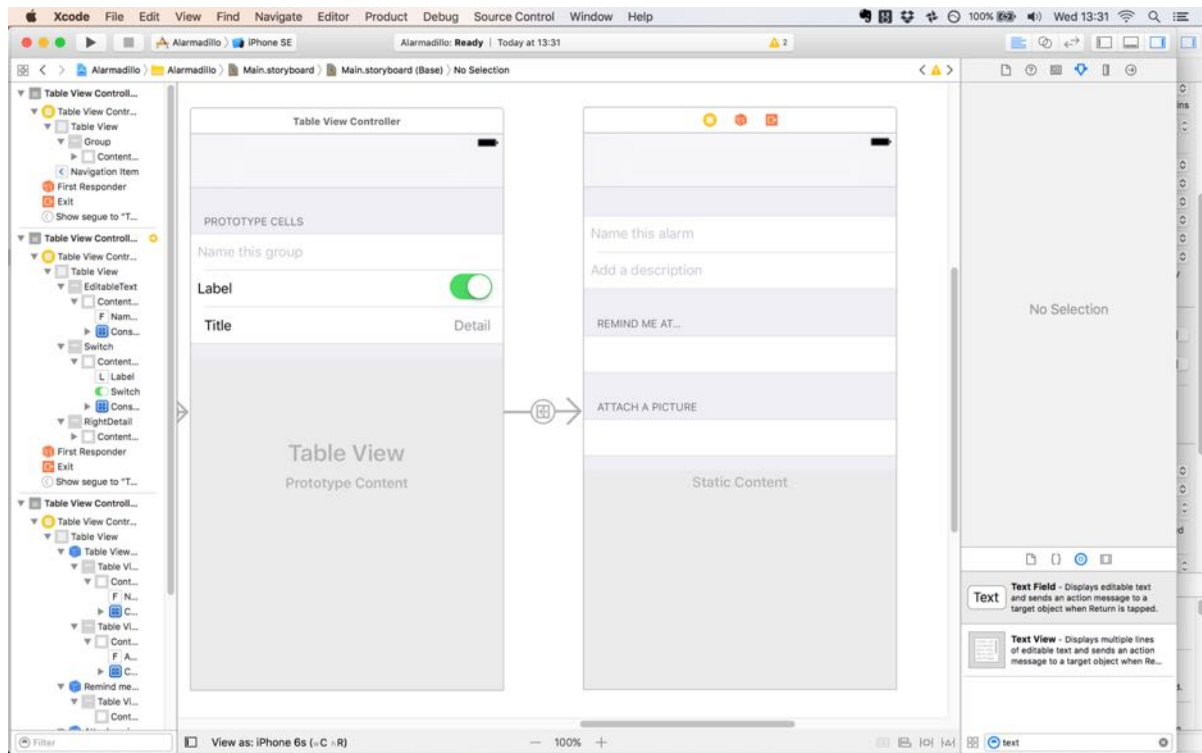 Xcode File Edit View Find Navigate Editor Product Debug Source Control Window Help 100% Wed 13:31
Alarmadillo iPhone SE Alarmadillo: Ready | Today at 13:31 2
Alarmadillo Alarmadillo Main.storyboard Main.storyboard (Base) No Selection
Table View Controll...
Table View Contr...
Table View
Group
Content...
Navigation Item
First Responder
Exit
Show segue to "T...
Table View Controll...
Table View Contr...
Table View
EditableText
Content...
F Nam...
Cons...
Switch
Content...
L Label
Switch
Cons...
RightDetail
Content...
First Responder
Exit
Show segue to "T...
Table View Controll...
Table View Contr...
Table View
Table View...
Table Vi...
Cont...
F N...
C...
Table Vi...
Cont...
F A...
C...
Remind me...
Table Vi...
Cont...
Filter
Table View Controller
PROTOTYPE CELLS
Name this group
Label
Title Detail
Table View
Prototype Content
Name this alarm
Add a description
REMIND ME AT...
ATTACH A PICTURE
Static Content
View as: iPhone 6s (wC hR) — 100% +
No Selection
Text
Text Field - Displays editable text
and sends an action message to a
target object when Return is tapped.
Text View - Displays multiple lines
of editable text and sends an action
message to a target object when Re...
text
ins